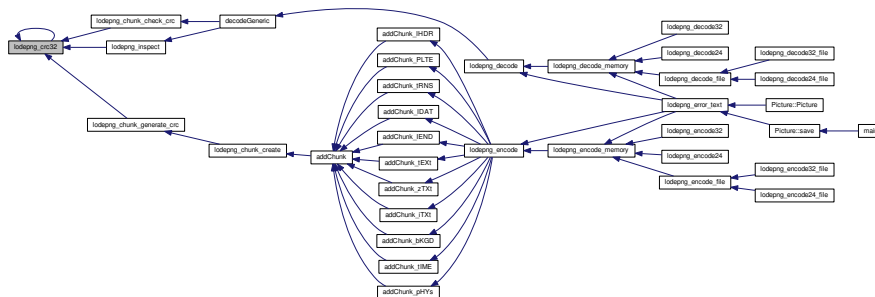 lodepng_crc32
lodepng_chunk_check_crc
lodepng_inspect
decodeGeneric
lodepng_chunk_generate_crc
lodepng_chunk_create
addChunk
addChunk_IHDR
addChunk_PLTE
addChunk_tRNS
addChunk_IDAT
addChunk_IEND
addChunk_tEXt
addChunk_zTXt
addChunk_iTXt
addChunk_bKGD
addChunk_tIME
addChunk_pHYs
lodepng_decode
lodepng_encode
lodepng_decode_memory
lodepng_encode_memory
lodepng_decode32
lodepng_decode24
lodepng_decode_file
lodepng_error_text
lodepng_encode32
lodepng_encode24
lodepng_encode_file
lodepng_decode32_file
lodepng_decode24_file
Picture::Picture
Picture::save
lodepng_encode32_file
lodepng_encode24_file
mai